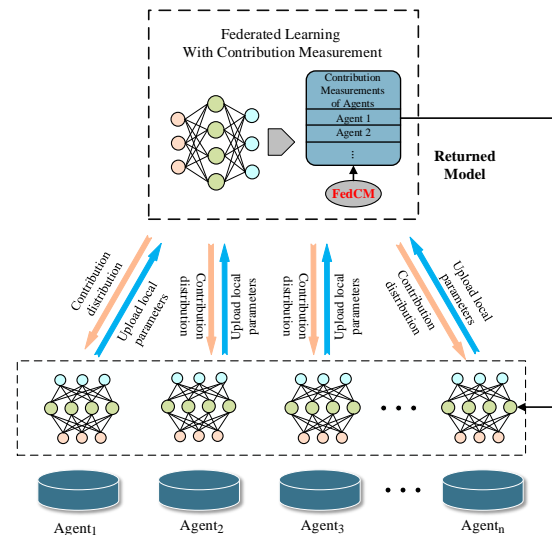 Federated Learning
With Contribution Measurement
Contribution
Measurements
of Agents
Agent 1
Agent 2
...
FedCM
Returned
Model
Contribution
distribution
Upload local
parameters
Contribution
distribution
Upload local
parameters
Contribution
distribution
Upload local
parameters
Upload local
parameters
Contribution
distribution
Agent1
Agent2
Agent3
Agentn